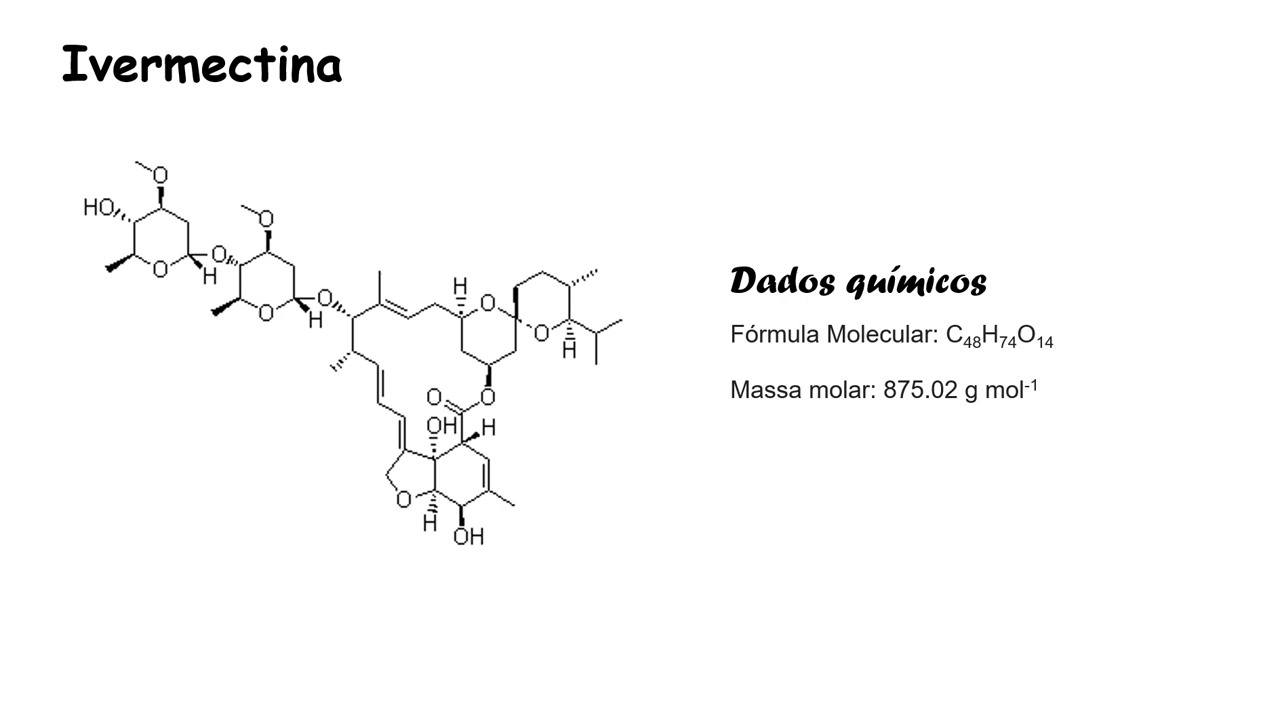 Ivermectina
O
HO
O
O
O
H
O
O
H
O
H
O
O
H
O
O
OH
H
O
H
OH
Dados químicos
Fórmula Molecular: C₄₈H₇₄O₁₄
Massa molar: 875.02 g mol⁻¹